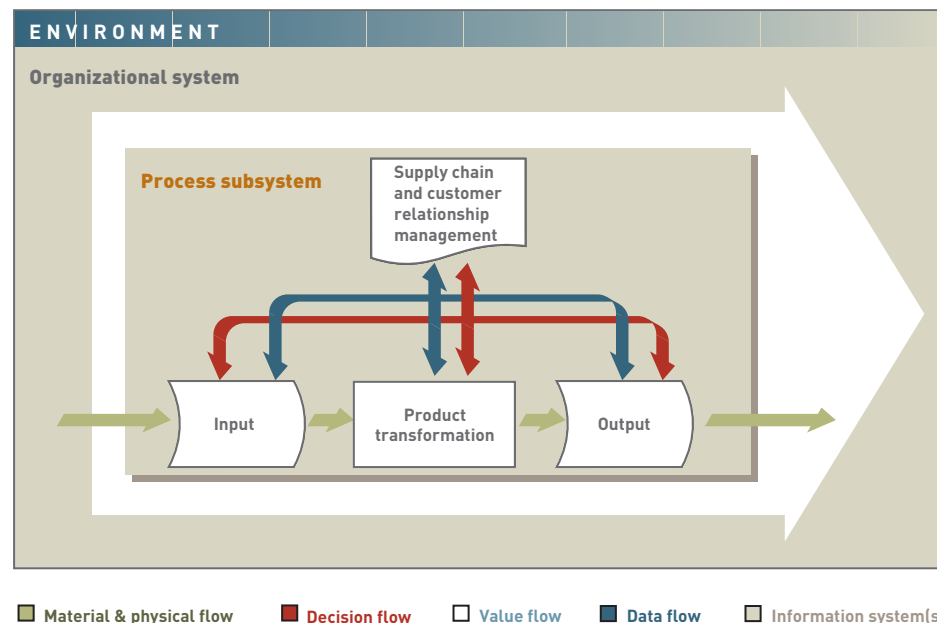 ENVIRONMENT
Organizational system
Process subsystem
Supply chain
and customer
relationship
management
Input
Product
transformation
Output
Material & physical flow
Decision flow
Value flow
Data flow
Information system(s